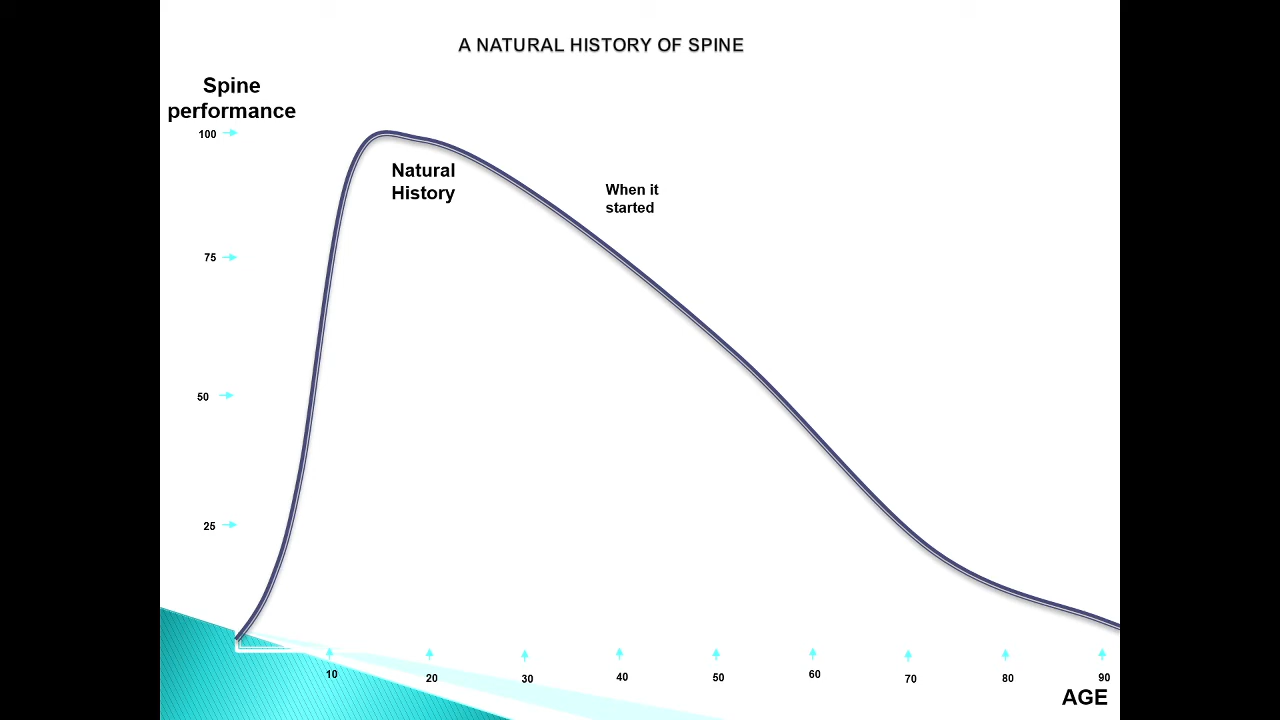 A NATURAL HISTORY OF SPINE
Spine
performance
100
Natural
History
When it
started
75
50
25
10
20
30
40
50
60
70
80
90
AGE